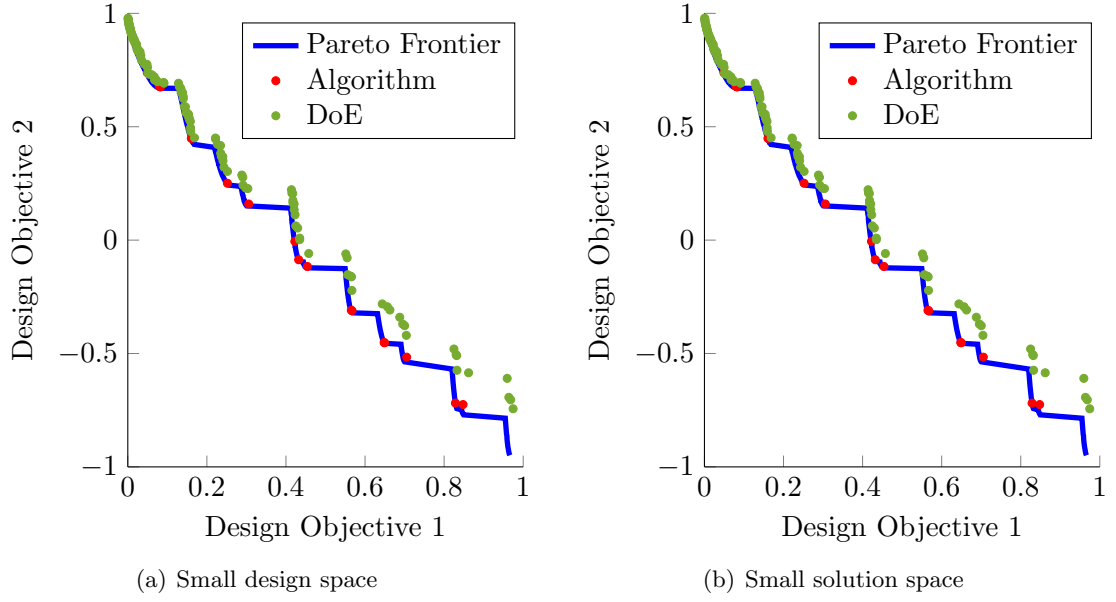 1
0.5
0
−0.5
−1
0
0.2
0.4
0.6
0.8
1
Design Objective 1
Design Objective 2
Pareto Frontier
Algorithm
DoE
(a) Small design space
1
0.5
0
−0.5
−1
0
0.2
0.4
0.6
0.8
1
Design Objective 1
Design Objective 2
Pareto Frontier
Algorithm
DoE
(b) Small solution space